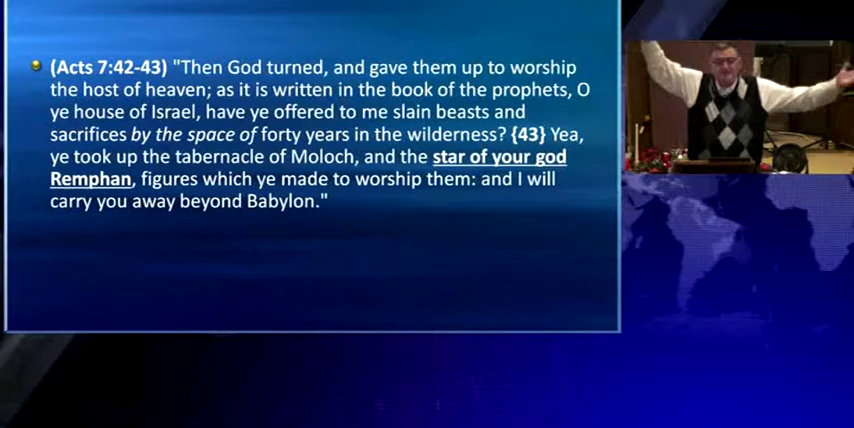 (Acts 7:42-43) "Then God turned, and gave them up to worship
the host of heaven; as it is written in the book of the prophets, O
ye house of Israel, have ye offered to me slain beasts and
sacrifices by the space of forty years in the wilderness? {43} Yea,
ye took up the tabernacle of Moloch, and the star of your god
Remphan, figures which ye made to worship them: and I will
carry you away beyond Babylon."